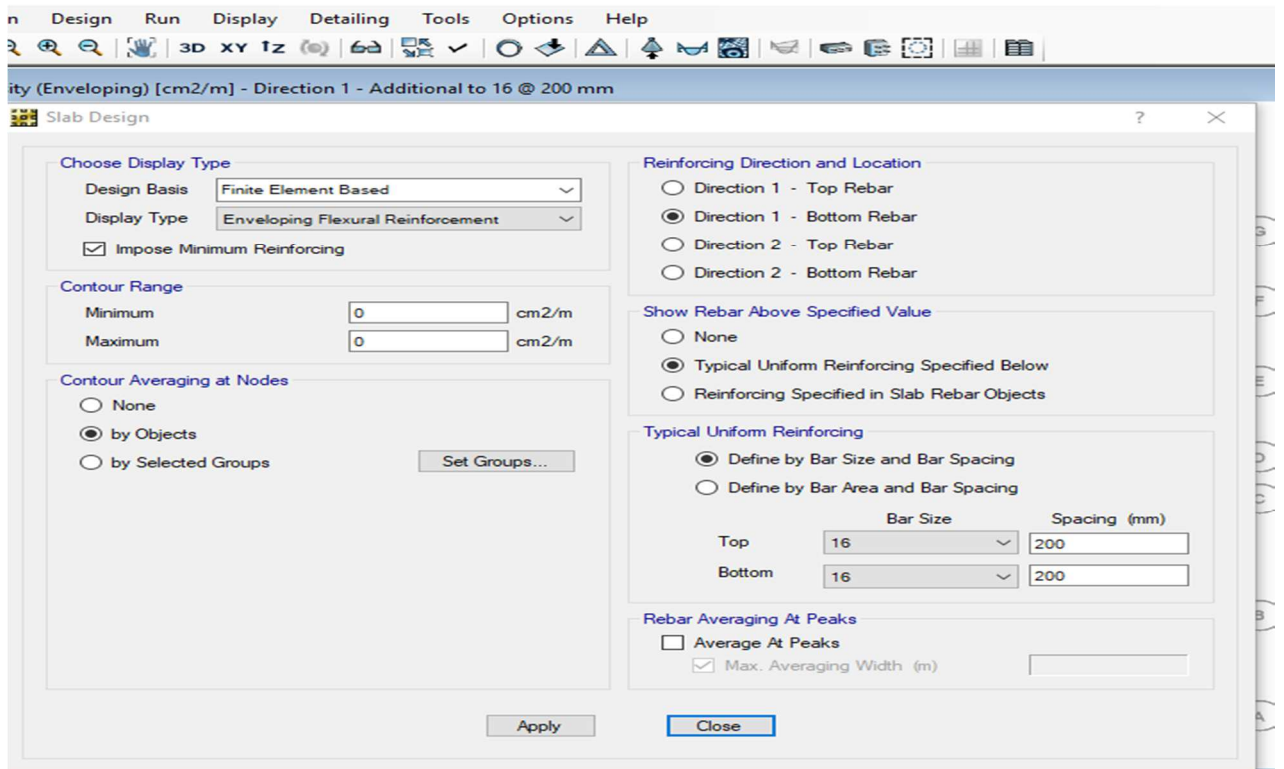 n Design Run Display Detailing Tools Options Help
3D XY
ity (Enveloping) [cm2/m] - Direction 1 - Additional to 16 @ 200 mm
Slab Design ?
Choose Display Type
Design Basis Finite Element Based
Display Type Enveloping Flexural Reinforcement
Impose Minimum Reinforcing
Contour Range
Minimum 0 cm2/m
Maximum 0 cm2/m
Contour Averaging at Nodes
None
by Objects
by Selected Groups Set Groups...
Reinforcing Direction and Location
Direction 1 - Top Rebar
Direction 1 - Bottom Rebar
Direction 2 - Top Rebar
Direction 2 - Bottom Rebar
Show Rebar Above Specified Value
None
Typical Uniform Reinforcing Specified Below
Reinforcing Specified in Slab Rebar Objects
Typical Uniform Reinforcing
Define by Bar Size and Bar Spacing
Define by Bar Area and Bar Spacing
Bar Size Spacing (mm)
Top 16 200
Bottom 16 200
Rebar Averaging At Peaks
Average At Peaks
Max. Averaging Width (m)
Apply Close
G
F
E
D
C
B
A